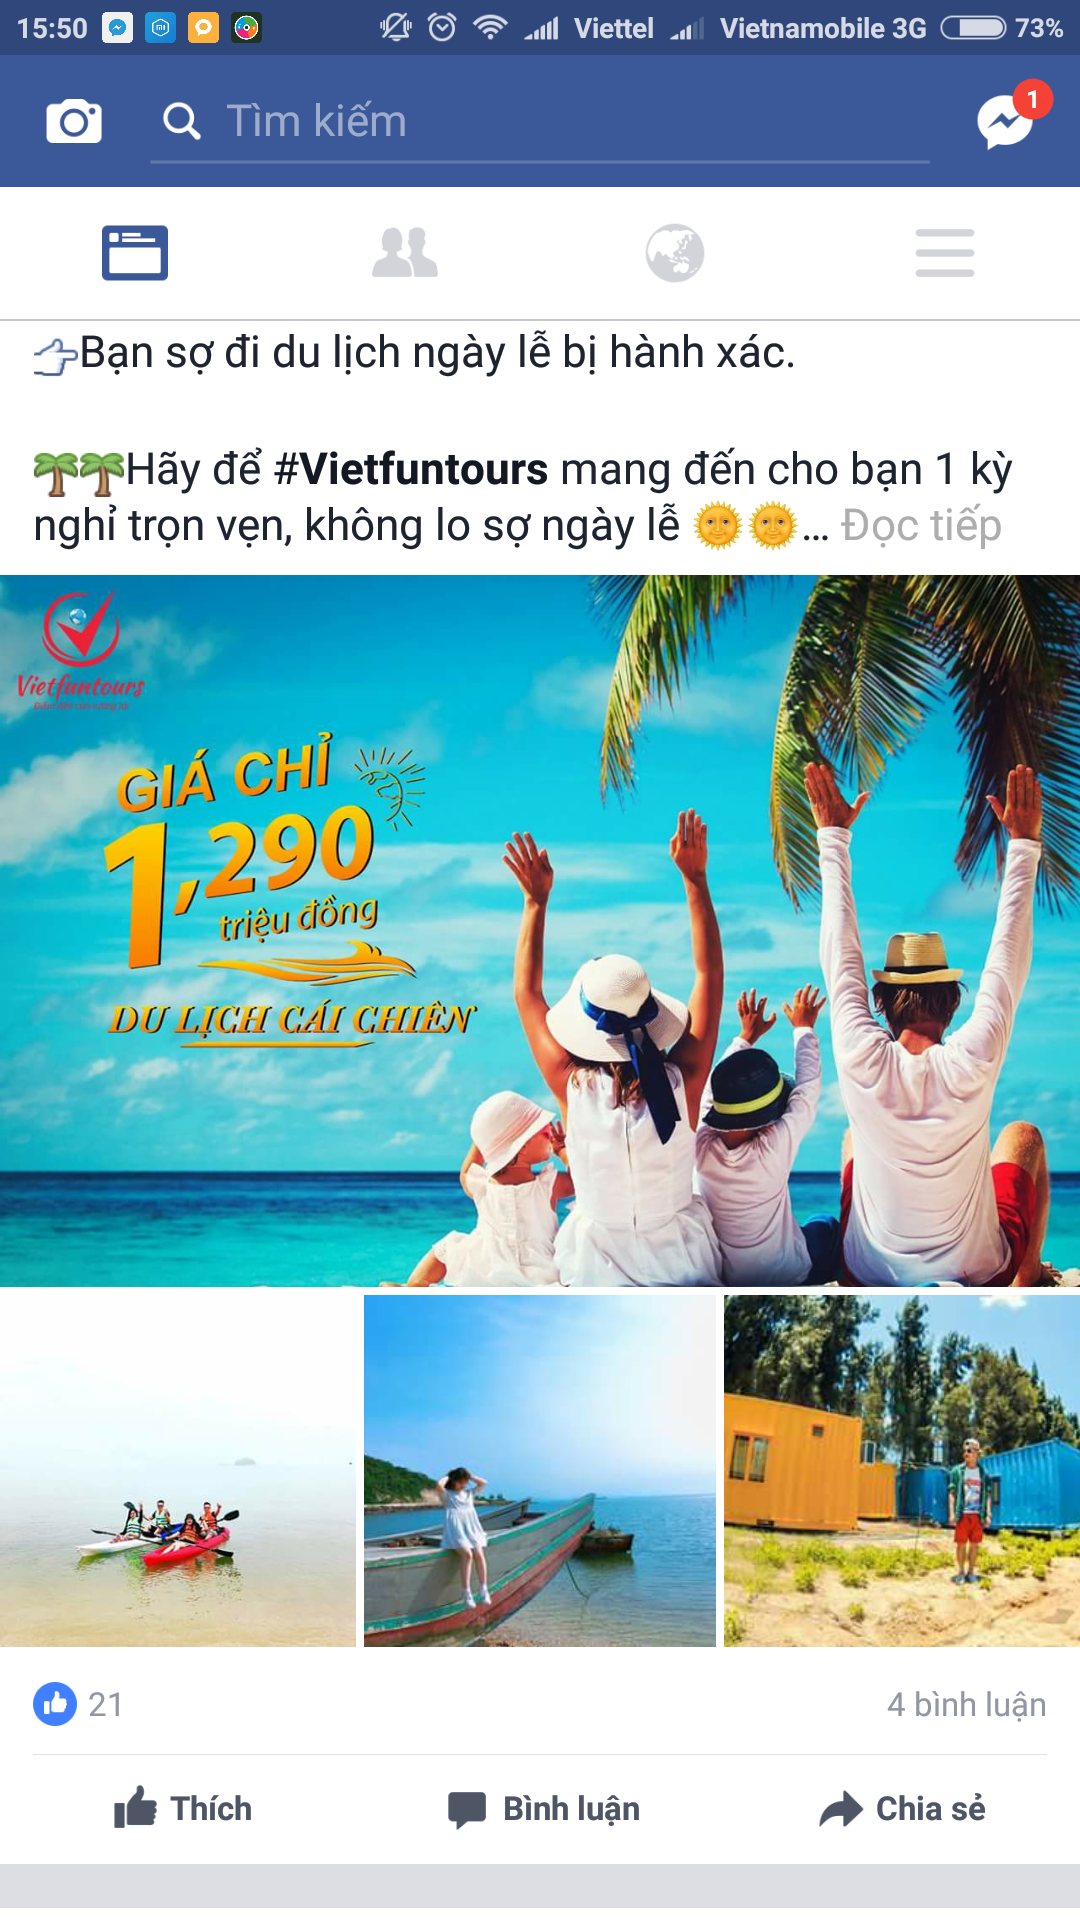 15:50 Viettel Vietnamobile 3G 73%
Tìm kiếm
1
Bạn sợ đi du lịch ngày lễ bị hành xác.
Hãy để #Vietfuntours mang đến cho bạn 1 kỳ
nghỉ trọn vẹn, không lo sợ ngày lễ ... Đọc tiếp
Vietfuntours
GIÁ CHỈ
1,290
triệu đồng
DU LỊCH CÁI CHIÊN
21
4 bình luận
Thích Bình luận Chia sẻ